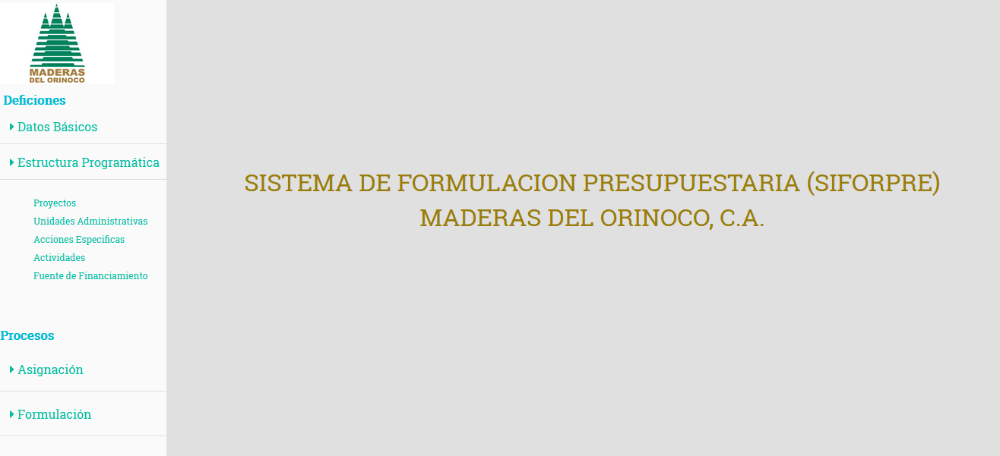 MADERAS
DEL ORINOCO
Deficiones
Datos Básicos
Estructura Programática
Proyectos
Unidades Administrativas
Acciones Especificas
Actividades
Fuente de Financiamiento
Procesos
Asignación
Formulación
SISTEMA DE FORMULACION PRESUPUESTARIA (SIFORPRE)
MADERAS DEL ORINOCO, C.A.